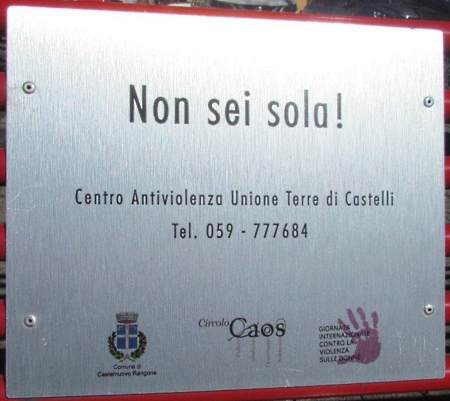 Non sei sola!
Centro Antiviolenza Unione Terre di Castelli
Tel. 059 - 777684
Comune di
Castelnuovo Rangone
Circolo
Caos
GIORNATA
INTERNAZIONALE
CONTRO LA
VIOLENZA
SULLE DONNE